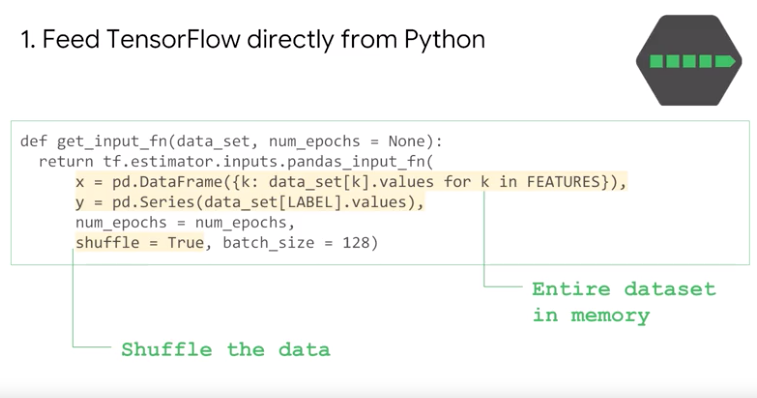 1. Feed TensorFlow directly from Python
def get_input_fn(data_set, num_epochs = None):
return tf.estimator.inputs.pandas_input_fn(
x = pd.DataFrame({k: data_set[k].values for k in FEATURES}),
y = pd.Series(data_set[LABEL].values),
num_epochs = num_epochs,
shuffle = True, batch_size = 128)
Entire dataset
in memory
Shuffle the data